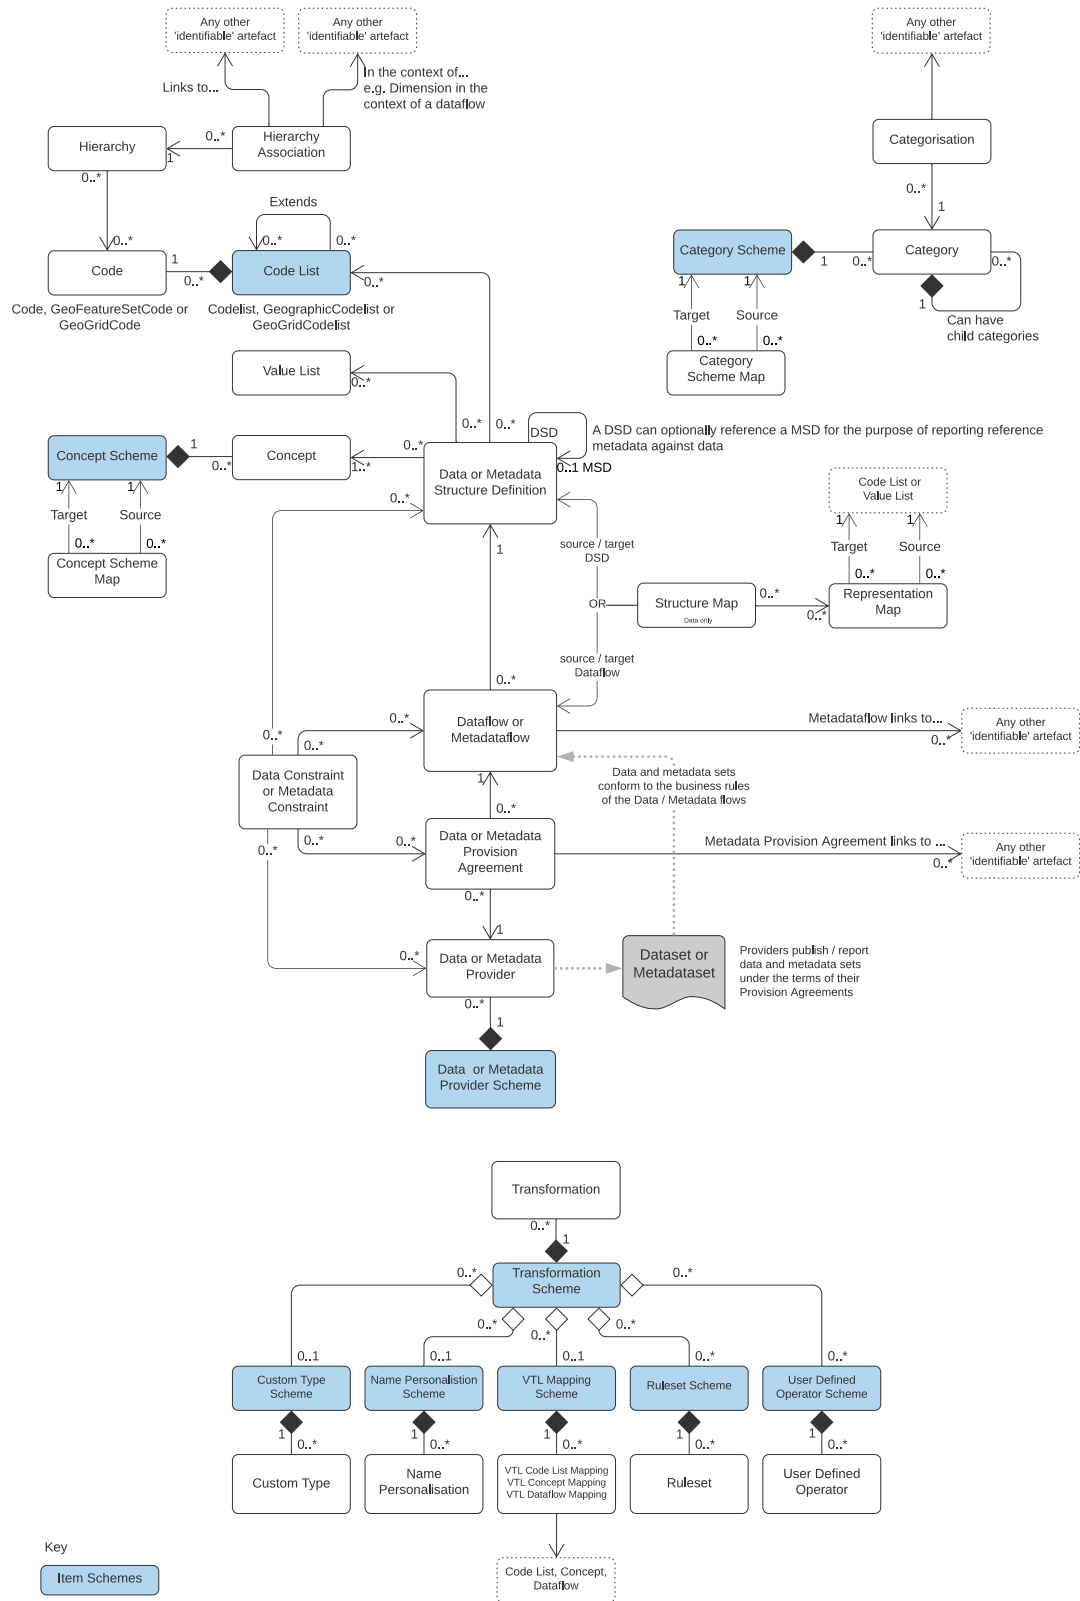 Any other
'identifiable' artefact
Any other
'identifiable' artefact
Any other
'identifiable' artefact
Links to...
In the context of...
e.g. Dimension in the
context of a dataflow
Hierarchy
0..*
1
Hierarchy
Association
Categorisation
0..*
0..*
1
Extends
0..*
0..*
0..*
Code
1
0..*
Code List
0..*
Category Scheme
1
0..*
Category
0..*
1
Can have
child categories
Code, GeoFeatureSetCode or
GeoGridCode
Codelist, GeographicCodelist or
GeoGridCodelist
1
1
Target
Source
0..*
0..*
Category
Scheme Map
Value List
0..*
0..*
0..*
DSD
A DSD can optionally reference a MSD for the purpose of reporting reference
metadata against data
0..1 MSD
Concept Scheme
1
0..*
Concept
0..*
1..*
Data or Metadata
Structure Definition
0..*
1
1
Target
Source
0..*
0..*
Concept Scheme
Map
Code List or
Value List
1
1
Target
Source
0..*
0..*
Representation
Map
1
source / target
DSD
OR
Structure Map
Data only
0..*
0..*
source / target
Dataflow
0..*
0..*
0..*
0..*
Dataflow or
Metadataflow
Metadataflow links to...
0..*
Any other
'identifiable' artefact
Data Constraint
or Metadata
Constraint
1
Data and metadata sets
conform to the business rules
of the Data / Metadata flows
0..*
0..*
0..*
0..*
Data or Metadata
Provision
Agreement
Metadata Provision Agreement links to ...
0..*
Any other
'identifiable' artefact
0..*
1
0..*
Data or Metadata
Provider
Dataset or
Metadataset
Providers publish / report
data and metadata sets
under the terms of their
Provision Agreements
0..*
1
Data or Metadata
Provider Scheme
Transformation
0..*
1
Transformation
Scheme
0..*
0..*
0..*
0..*
0..*
0..1
0..1
0..1
0..*
0..*
Custom Type
Scheme
Name Personalistion
Scheme
VTL Mapping
Scheme
Ruleset Scheme
User Defined
Operator Scheme
1
0..*
1
0..*
1
0..*
1
0..*
1
0..*
Custom Type
Name
Personalisation
VTL Code List Mapping
VTL Concept Mapping
VTL Dataflow Mapping
Ruleset
User Defined
Operator
Code List, Concept,
Dataflow
Key
Item Schemes